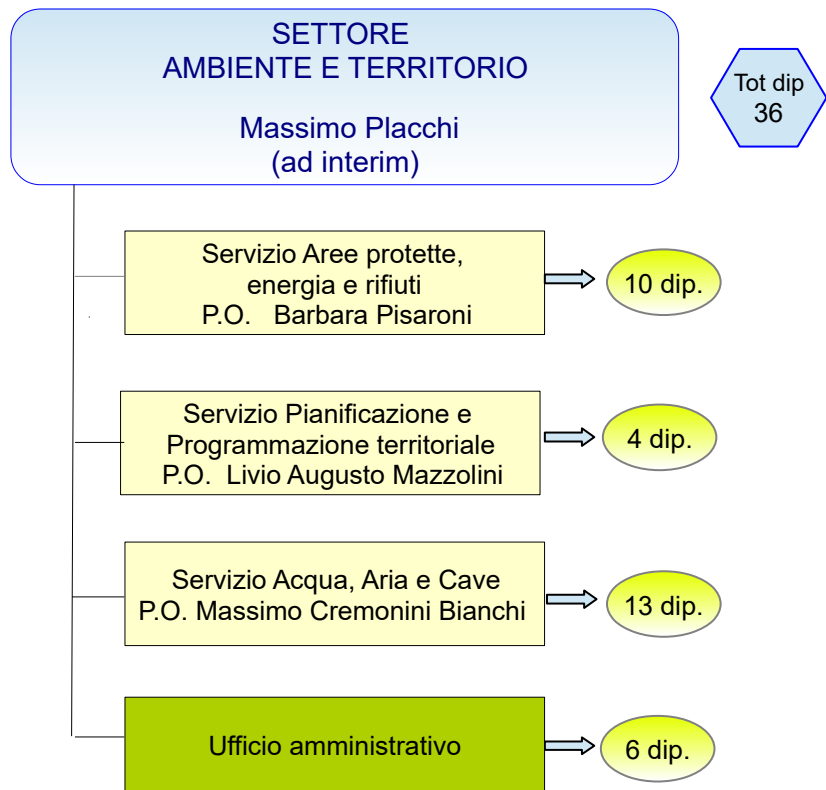 SETTORE
AMBIENTE E TERRITORIO
Massimo Placchi
(ad interim)
Tot dip
36
Servizio Aree protette,
energia e rifiuti
P.O. Barbara Pisaroni
10 dip.
Servizio Pianificazione e
Programmazione territoriale
P.O. Livio Augusto Mazzolini
4 dip.
Servizio Acqua, Aria e Cave
P.O. Massimo Cremonini Bianchi
13 dip.
Ufficio amministrativo
6 dip.